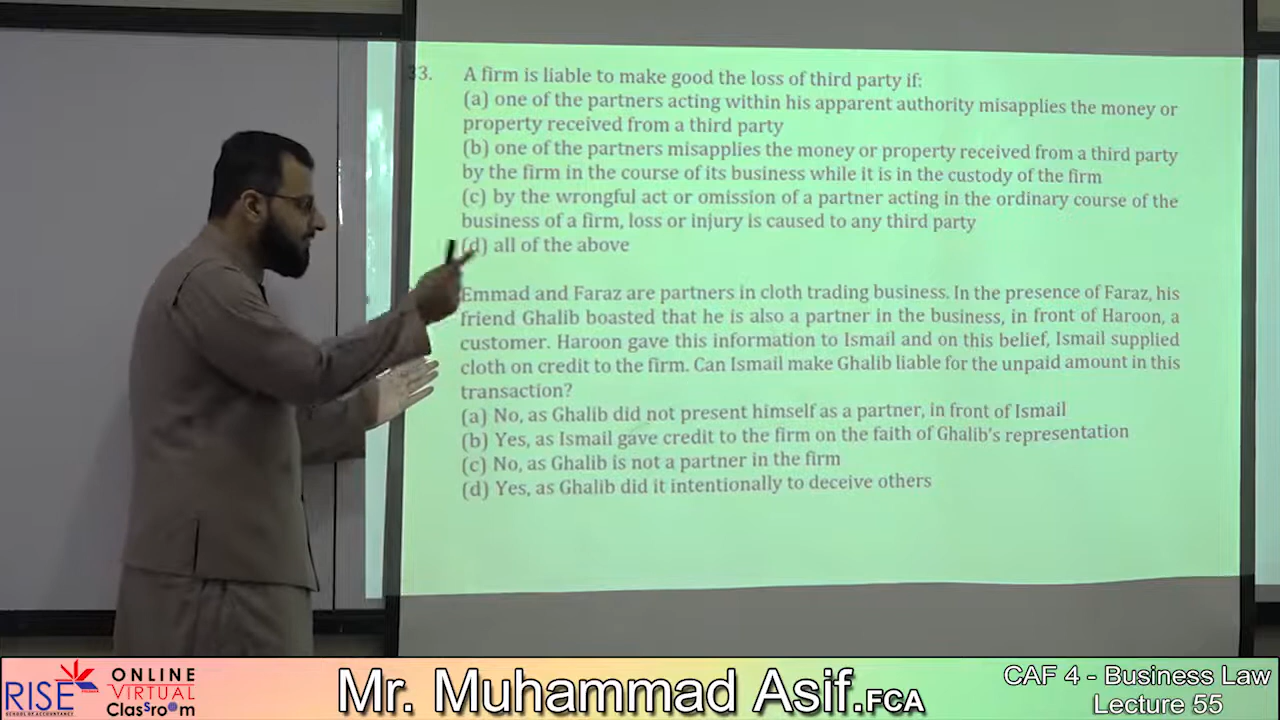 33. A firm is liable to make good the loss of third party if:
(a) one of the partners acting within his apparent authority misapplies the money or
property received from a third party
(b) one of the partners misapplies the money or property received from a third party
by the firm in the course of its business while it is in the custody of the firm
(c) by the wrongful act or omission of a partner acting in the ordinary course of the
business of a firm, loss or injury is caused to any third party
(d) all of the above
Emmad and Faraz are partners in cloth trading business. In the presence of Faraz, his
friend Ghalib boasted that he is also a partner in the business, in front of Haroon, a
customer. Haroon gave this information to Ismail and on this belief, Ismail supplied
cloth on credit to the firm. Can Ismail make Ghalib liable for the unpaid amount in this
transaction?
(a) No, as Ghalib did not present himself as a partner, in front of Ismail
(b) Yes, as Ismail gave credit to the firm on the faith of Ghalib's representation
(c) No, as Ghalib is not a partner in the firm
(d) Yes, as Ghalib did it intentionally to deceive others
RISE
SCHOOL OF ACCOUNTANCY
ONLINE
VIRTUAL
Classroom
Mr. Muhammad Asif.FCA
CAF 4 - Business Law
Lecture 55